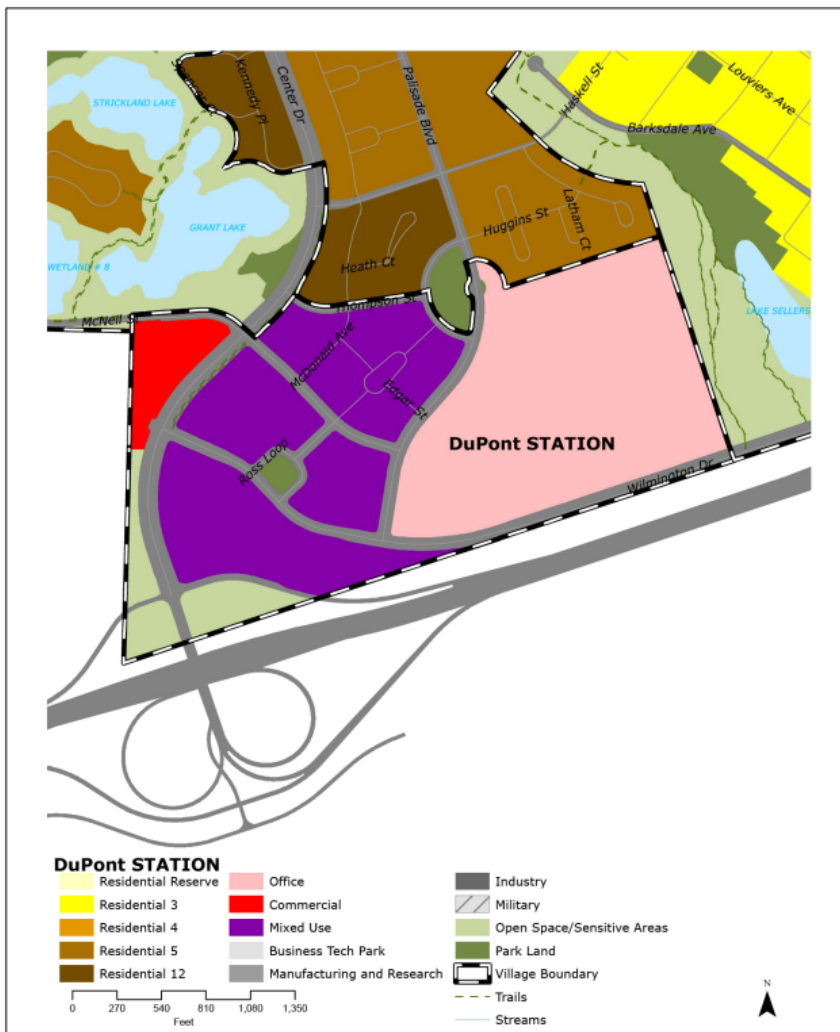 Kennedy Pl
Center Dr
Palisade Blvd
Haskell St
Louviers Ave
STRICKLAND LAKE
Barksdale Ave
Huggins St
Latham Ct
GRANT LAKE
Heath Ct
WETLAND # 8
LAKE SELLERS
McNeil St
Thompson St
McDonald Ave
Edgar St
Ross Loop
DuPont STATION
Wilmington Dr
DuPont STATION
Residential Reserve
Residential 3
Residential 4
Residential 5
Residential 12
Office
Commercial
Mixed Use
Business Tech Park
Manufacturing and Research
Industry
Military
Open Space/Sensitive Areas
Park Land
Village Boundary
Trails
Streams
0 270 540 810 1,080 1,350
Feet
N